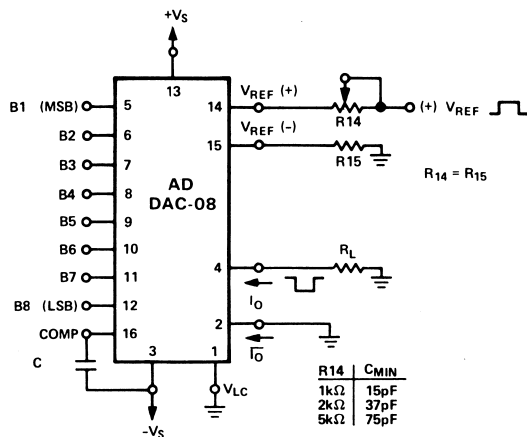 +VS
13
B1 (MSB) 5
14 VREF (+)
R14
(+) VREF
B2 6
15 VREF (-)
R15
B3 7
R14 = R15
B4 8
AD
DAC-08
B5 9
B6 10
B7 11
4
RL
IO
B8 (LSB) 12
COMP 16
2
IO
C
3
1
VLC
-VS
R14 CMIN
1kΩ 15pF
2kΩ 37pF
5kΩ 75pF